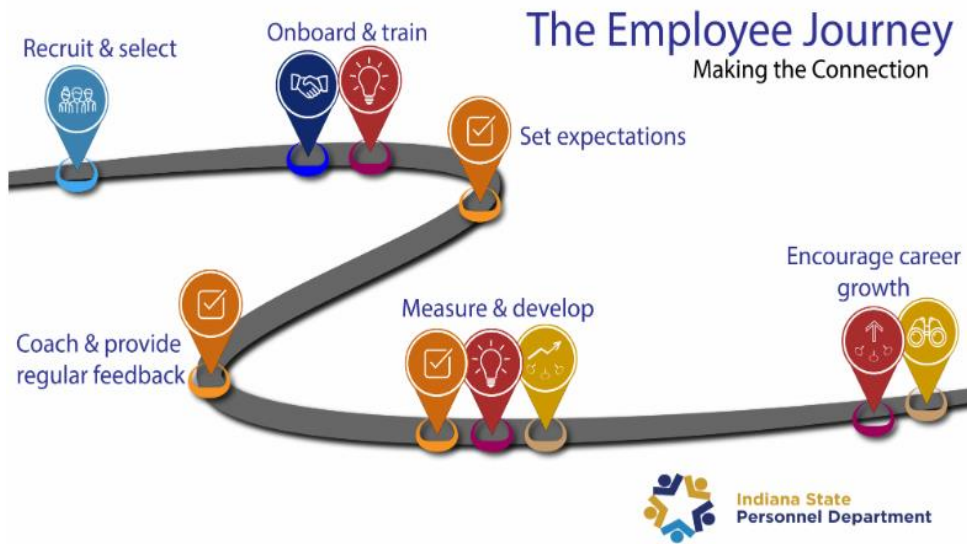 The Employee Journey
Making the Connection
Recruit & select
Onboard & train
Set expectations
Coach & provide
regular feedback
Measure & develop
Encourage career
growth
Indiana State
Personnel Department